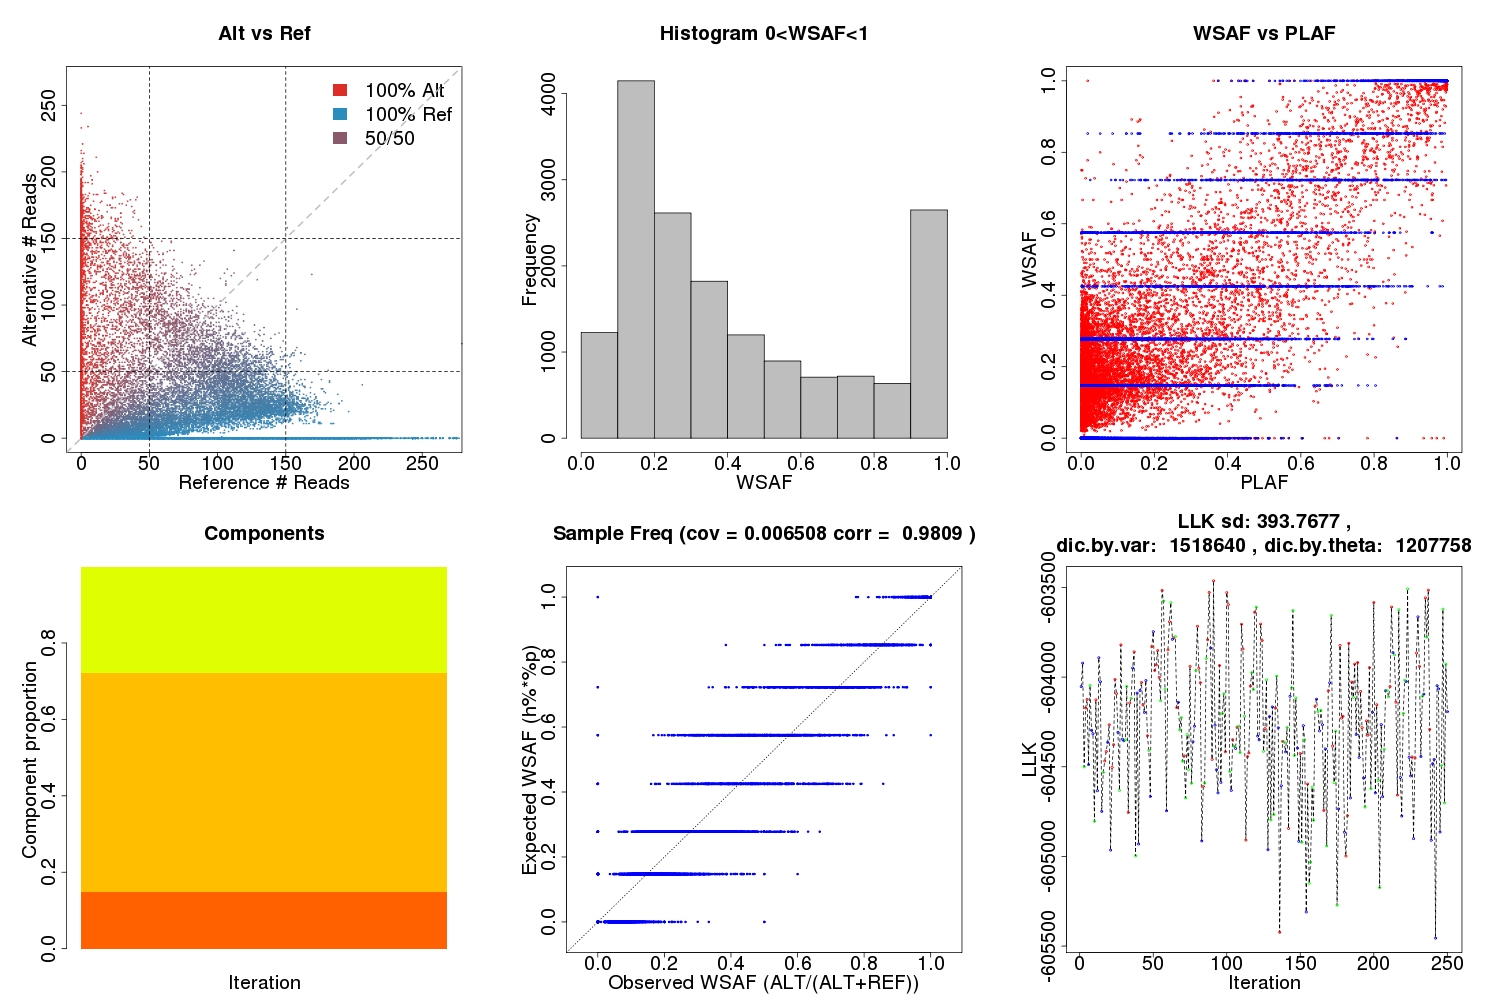 Alt vs Ref
Alternative # Reads
0 50 100 150 200 250
100% Alt
100% Ref
50/50
0 50 100 150 200 250
Reference # Reads
Histogram 0<WSAF<1
Frequency
0 1000 2000 3000 4000
0.0 0.2 0.4 0.6 0.8 1.0
WSAF
WSAF vs PLAF
WSAF
0.0 0.2 0.4 0.6 0.8 1.0
0.0 0.2 0.4 0.6 0.8 1.0
PLAF
Components
Component proportion
0.0 0.2 0.4 0.6 0.8
Iteration
Sample Freq (cov = 0.006508 corr = 0.9809 )
Expected WSAF (h%*%p)
0.0 0.2 0.4 0.6 0.8 1.0
0.0 0.2 0.4 0.6 0.8 1.0
Observed WSAF (ALT/(ALT+REF))
LLK sd: 393.7677 ,
dic.by.var: 1518640 , dic.by.theta: 1207758
LLK
-605500 -605000 -604500 -604000 -603500
0 50 100 150 200 250
Iteration